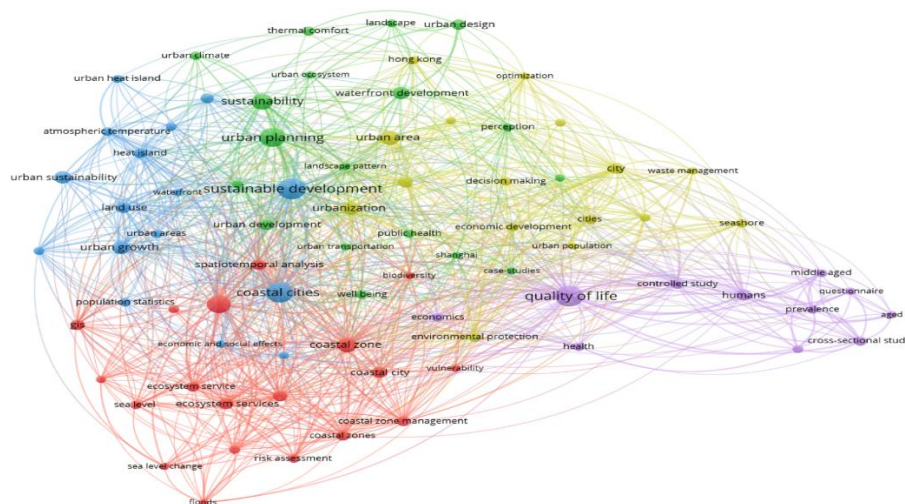 landscape
urban design
thermal comfort
urban climate
hong kong
urban heat island
urban ecosystem
optimization
waterfront development
sustainability
atmospheric temperature
urban planning
urban area
perception
heat island
landscape pattern
city
waste management
urban sustainability
waterfront
sustainable development
decision making
land use
urbanization
cities
seashore
urban development
economic development
urban areas
public health
urban growth
urban transportation
urban population
shanghai
spatiotemporal analysis
biodiversity
case studies
middle aged
controlled study
coastal cities
well being
quality of life
humans
questionnaire
population statistics
prevalence
aged
gis
economics
economic and social effects
coastal zone
environmental protection
health
cross-sectional stud
vulnerability
coastal city
ecosystem service
sea level
ecosystem services
coastal zone management
coastal zones
risk assessment
sea level change
floods